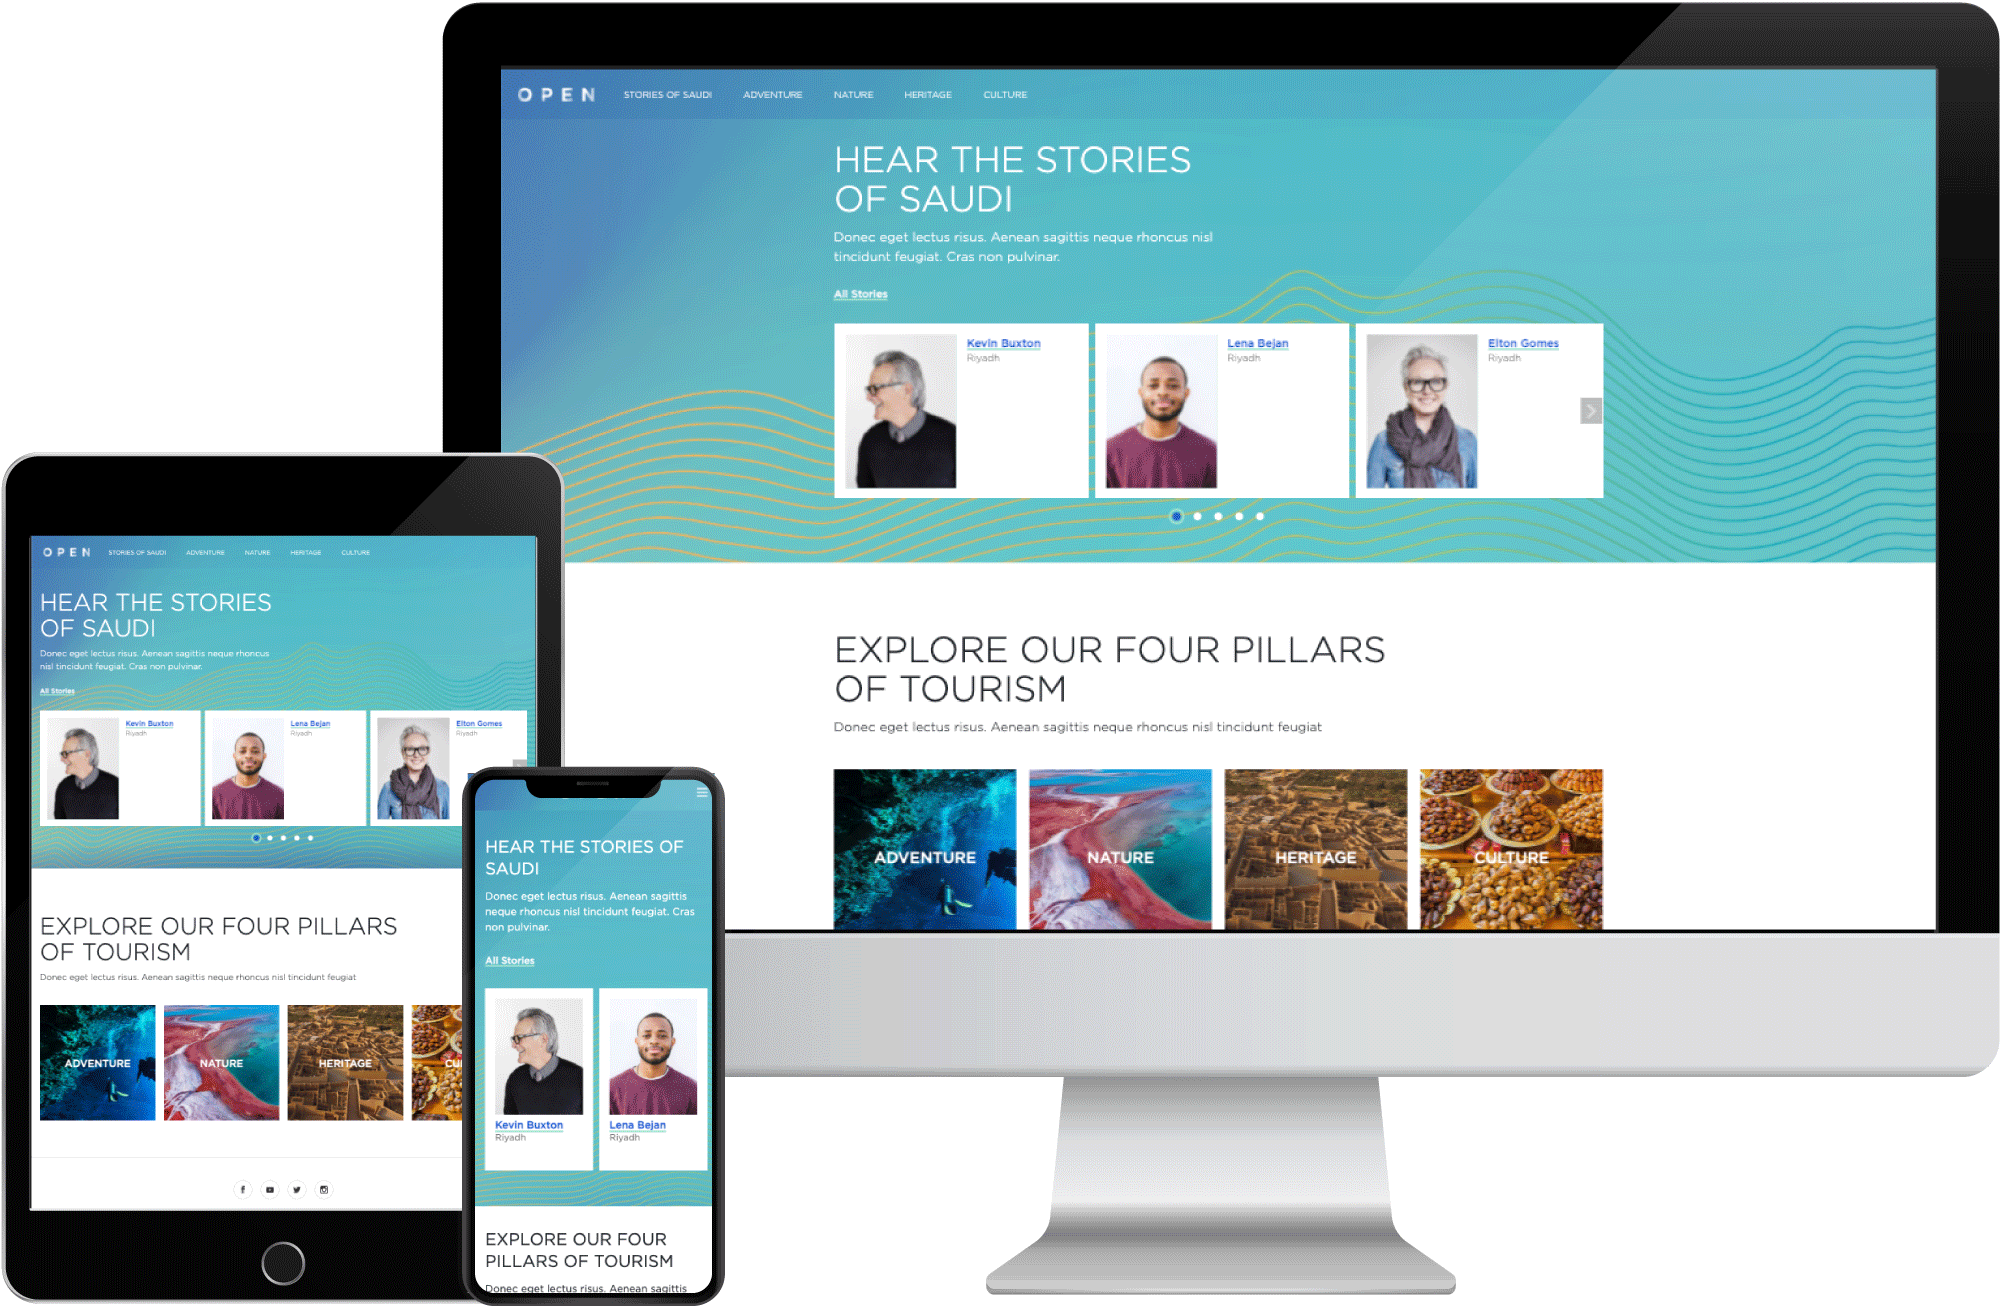 OPEN STORIES OF SAUDI ADVENTURE NATURE HERITAGE CULTURE
HEAR THE STORIES
OF SAUDI
Donec eget lectus risus. Aenean sagittis neque rhoncus nisl
tincidunt feugiat. Cras non pulvinar.
All Stories
Kevin Buxton
Riyadh
Lena Bejan
Riyadh
Elton Gomes
Riyadh
EXPLORE OUR FOUR PILLARS
OF TOURISM
Donec eget lectus risus. Aenean sagittis neque rhoncus nisl tincidunt feugiat
ADVENTURE NATURE HERITAGE CULTURE
OPEN STORIES OF SAUDI ADVENTURE NATURE HERITAGE CULTURE
HEAR THE STORIES
OF SAUDI
Donec eget lectus risus. Aenean sagittis neque rhoncus
nisl tincidunt feugiat. Cras non pulvinar.
All Stories
Kevin Buxton
Riyadh
Lena Bejan
Riyadh
Elton Gomes
Riyadh
EXPLORE OUR FOUR PILLARS
OF TOURISM
Donec eget lectus risus. Aenean sagittis neque rhoncus nisl tincidunt feugiat
ADVENTURE NATURE HERITAGE CU
HEAR THE STORIES OF
SAUDI
Donec eget lectus risus. Aenean sagittis
neque rhoncus nisl tincidunt feugiat. Cras
non pulvinar.
All Stories
Kevin Buxton
Riyadh
Lena Bejan
Riyadh
EXPLORE OUR FOUR
PILLARS OF TOURISM
Donec eget lectus risus. Aenean sagittis